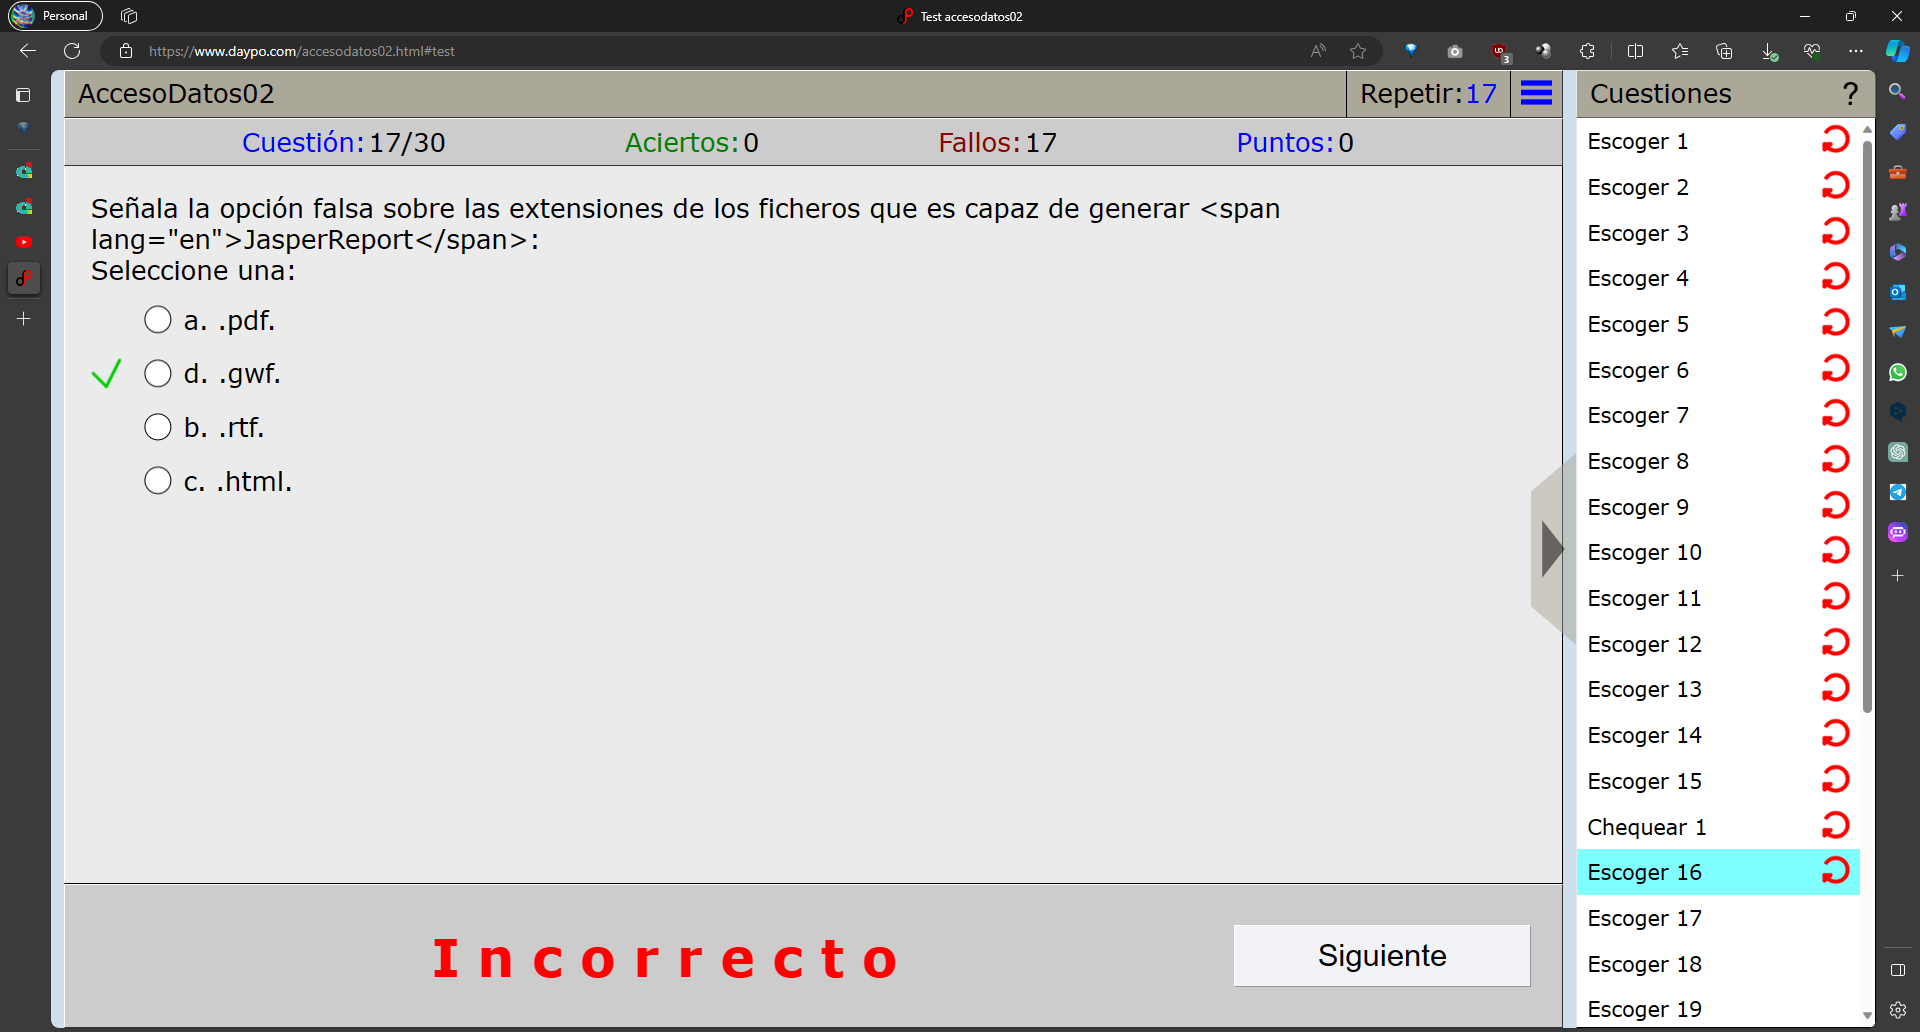 Personal
Test accesodatos02
https://www.daypo.com/accesodatos02.html#test
3
AccesoDatos02
Repetir:17
Cuestión:17/30
Aciertos:0
Fallos:17
Puntos:0
Señala la opción falsa sobre las extensiones de los ficheros que es capaz de generar <span
lang="en">JasperReport</span>:
Seleccione una:
a. .pdf.
d. .gwf.
b. .rtf.
c. .html.
Incorrecto
Siguiente
Cuestiones ?
Escoger 1
Escoger 2
Escoger 3
Escoger 4
Escoger 5
Escoger 6
Escoger 7
Escoger 8
Escoger 9
Escoger 10
Escoger 11
Escoger 12
Escoger 13
Escoger 14
Escoger 15
Chequear 1
Escoger 16
Escoger 17
Escoger 18
Escoger 19